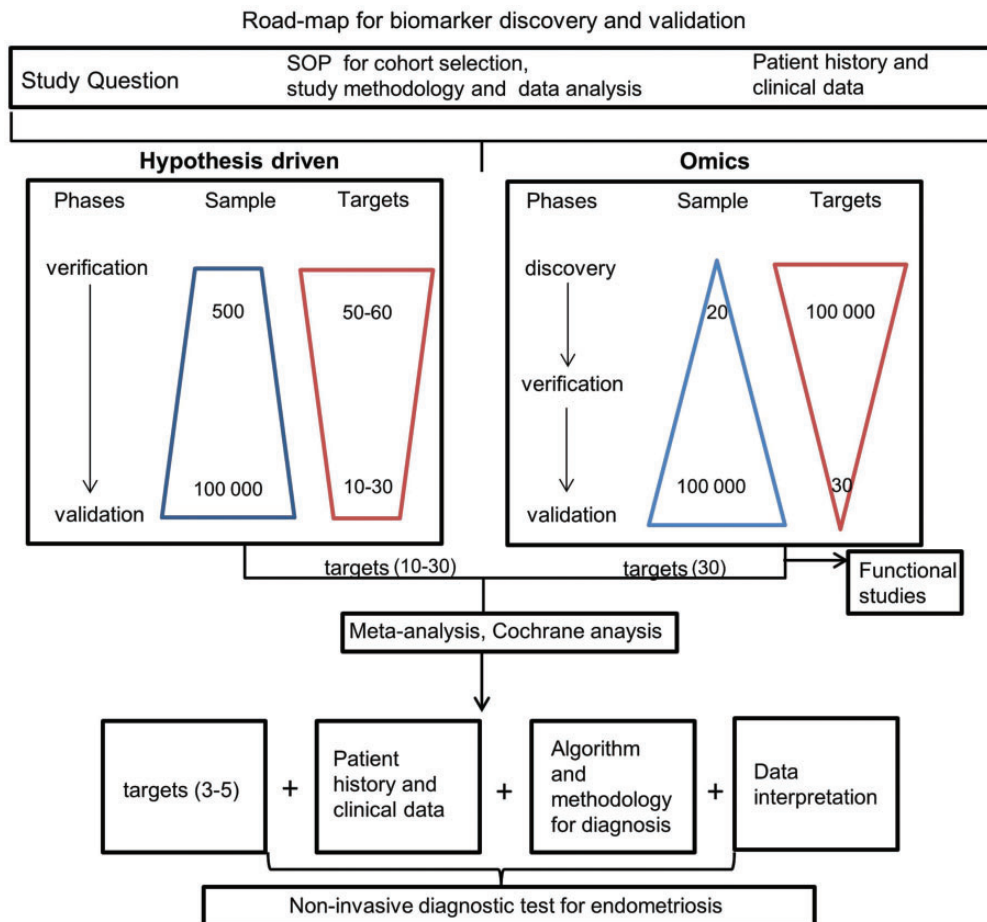 Road-map for biomarker discovery and validation
Study Question
SOP for cohort selection,
study methodology and data analysis
Patient history and
clinical data
Hypothesis driven
Phases Sample Targets
verification
500
50-60
100 000
10-30
validation
Omics
Phases Sample Targets
discovery
20
100 000
verification
100 000
30
validation
targets (10-30)
targets (30)
Functional
studies
Meta-analysis, Cochrane anaysis
targets (3-5)
+
Patient
history and
clinical data
+
Algorithm
and
methodology
for diagnosis
+
Data
interpretation
Non-invasive diagnostic test for endometriosis